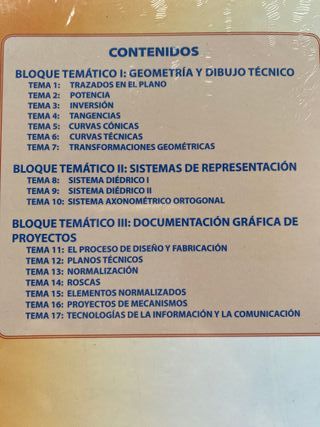 CONTENIDOS
BLOQUE TEMÁTICO I: GEOMETRÍA Y DIBUJO TÉCNICO
TEMA 1: TRAZADOS EN EL PLANO
TEMA 2: POTENCIA
TEMA 3: INVERSIÓN
TEMA 4: TANGENCIAS
TEMA 5: CURVAS CÓNICAS
TEMA 6: CURVAS TÉCNICAS
TEMA 7: TRANSFORMACIONES GEOMÉTRICAS
BLOQUE TEMÁTICO II: SISTEMAS DE REPRESENTACIÓN
TEMA 8: SISTEMA DIÉDRICO I
TEMA 9: SISTEMA DIÉDRICO II
TEMA 10: SISTEMA AXONOMÉTRICO ORTOGONAL
BLOQUE TEMÁTICO III: DOCUMENTACIÓN GRÁFICA DE
PROYECTOS
TEMA 11: EL PROCESO DE DISEÑO Y FABRICACIÓN
TEMA 12: PLANOS TÉCNICOS
TEMA 13: NORMALIZACIÓN
TEMA 14: ROSCAS
TEMA 15: ELEMENTOS NORMALIZADOS
TEMA 16: PROYECTOS DE MECANISMOS
TEMA 17: TECNOLOGÍAS DE LA INFORMACIÓN Y LA COMUNICACIÓN